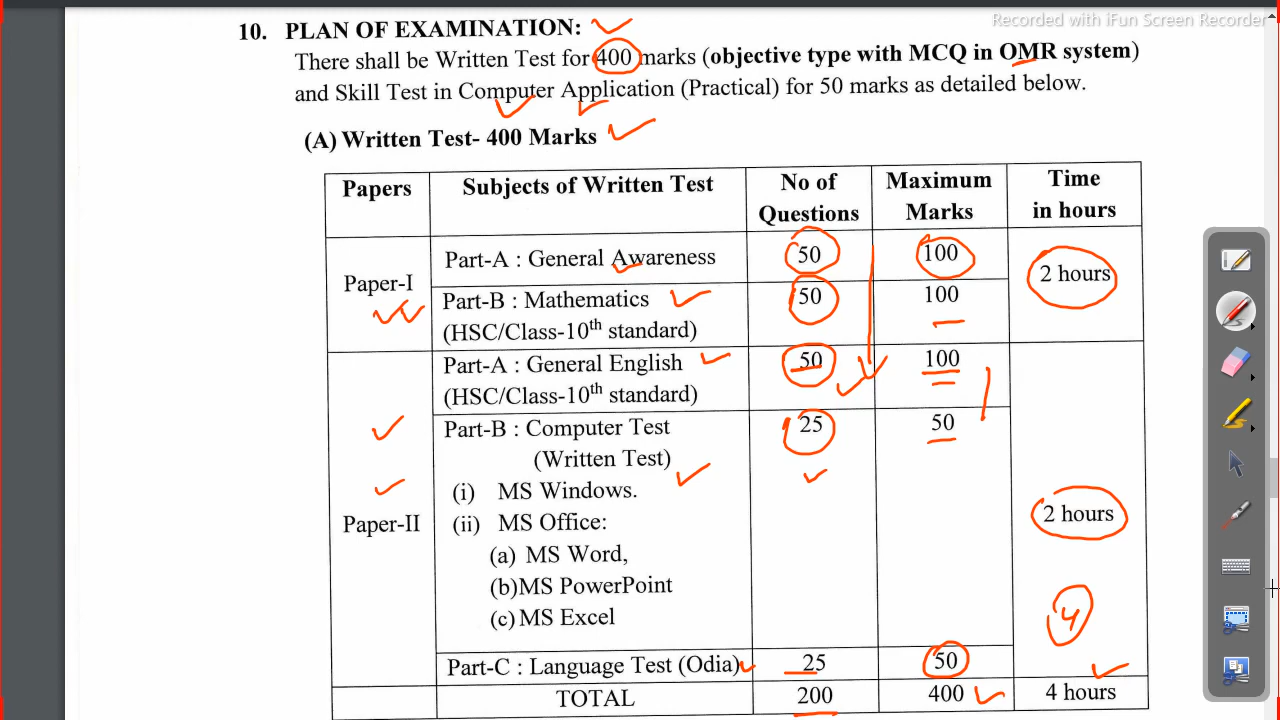 Recorded with iFun Screen Recorder
10. PLAN OF EXAMINATION:
There shall be Written Test for 400 marks (objective type with MCQ in OMR system)
and Skill Test in Computer Application (Practical) for 50 marks as detailed below.
(A) Written Test- 400 Marks
Papers Subjects of Written Test No of Questions Maximum Marks Time in hours
Paper-I
Part-A : General Awareness 50 100 2 hours
Part-B : Mathematics 50 100
(HSC/Class-10th standard)
Part-A : General English 50 100
(HSC/Class-10th standard)
Part-B : Computer Test 25 50
(Written Test)
(i) MS Windows.
Paper-II (ii) MS Office: 2 hours
(a) MS Word,
(b)MS PowerPoint
(c) MS Excel
4
Part-C : Language Test (Odia) 25 50
TOTAL 200 400 4 hours